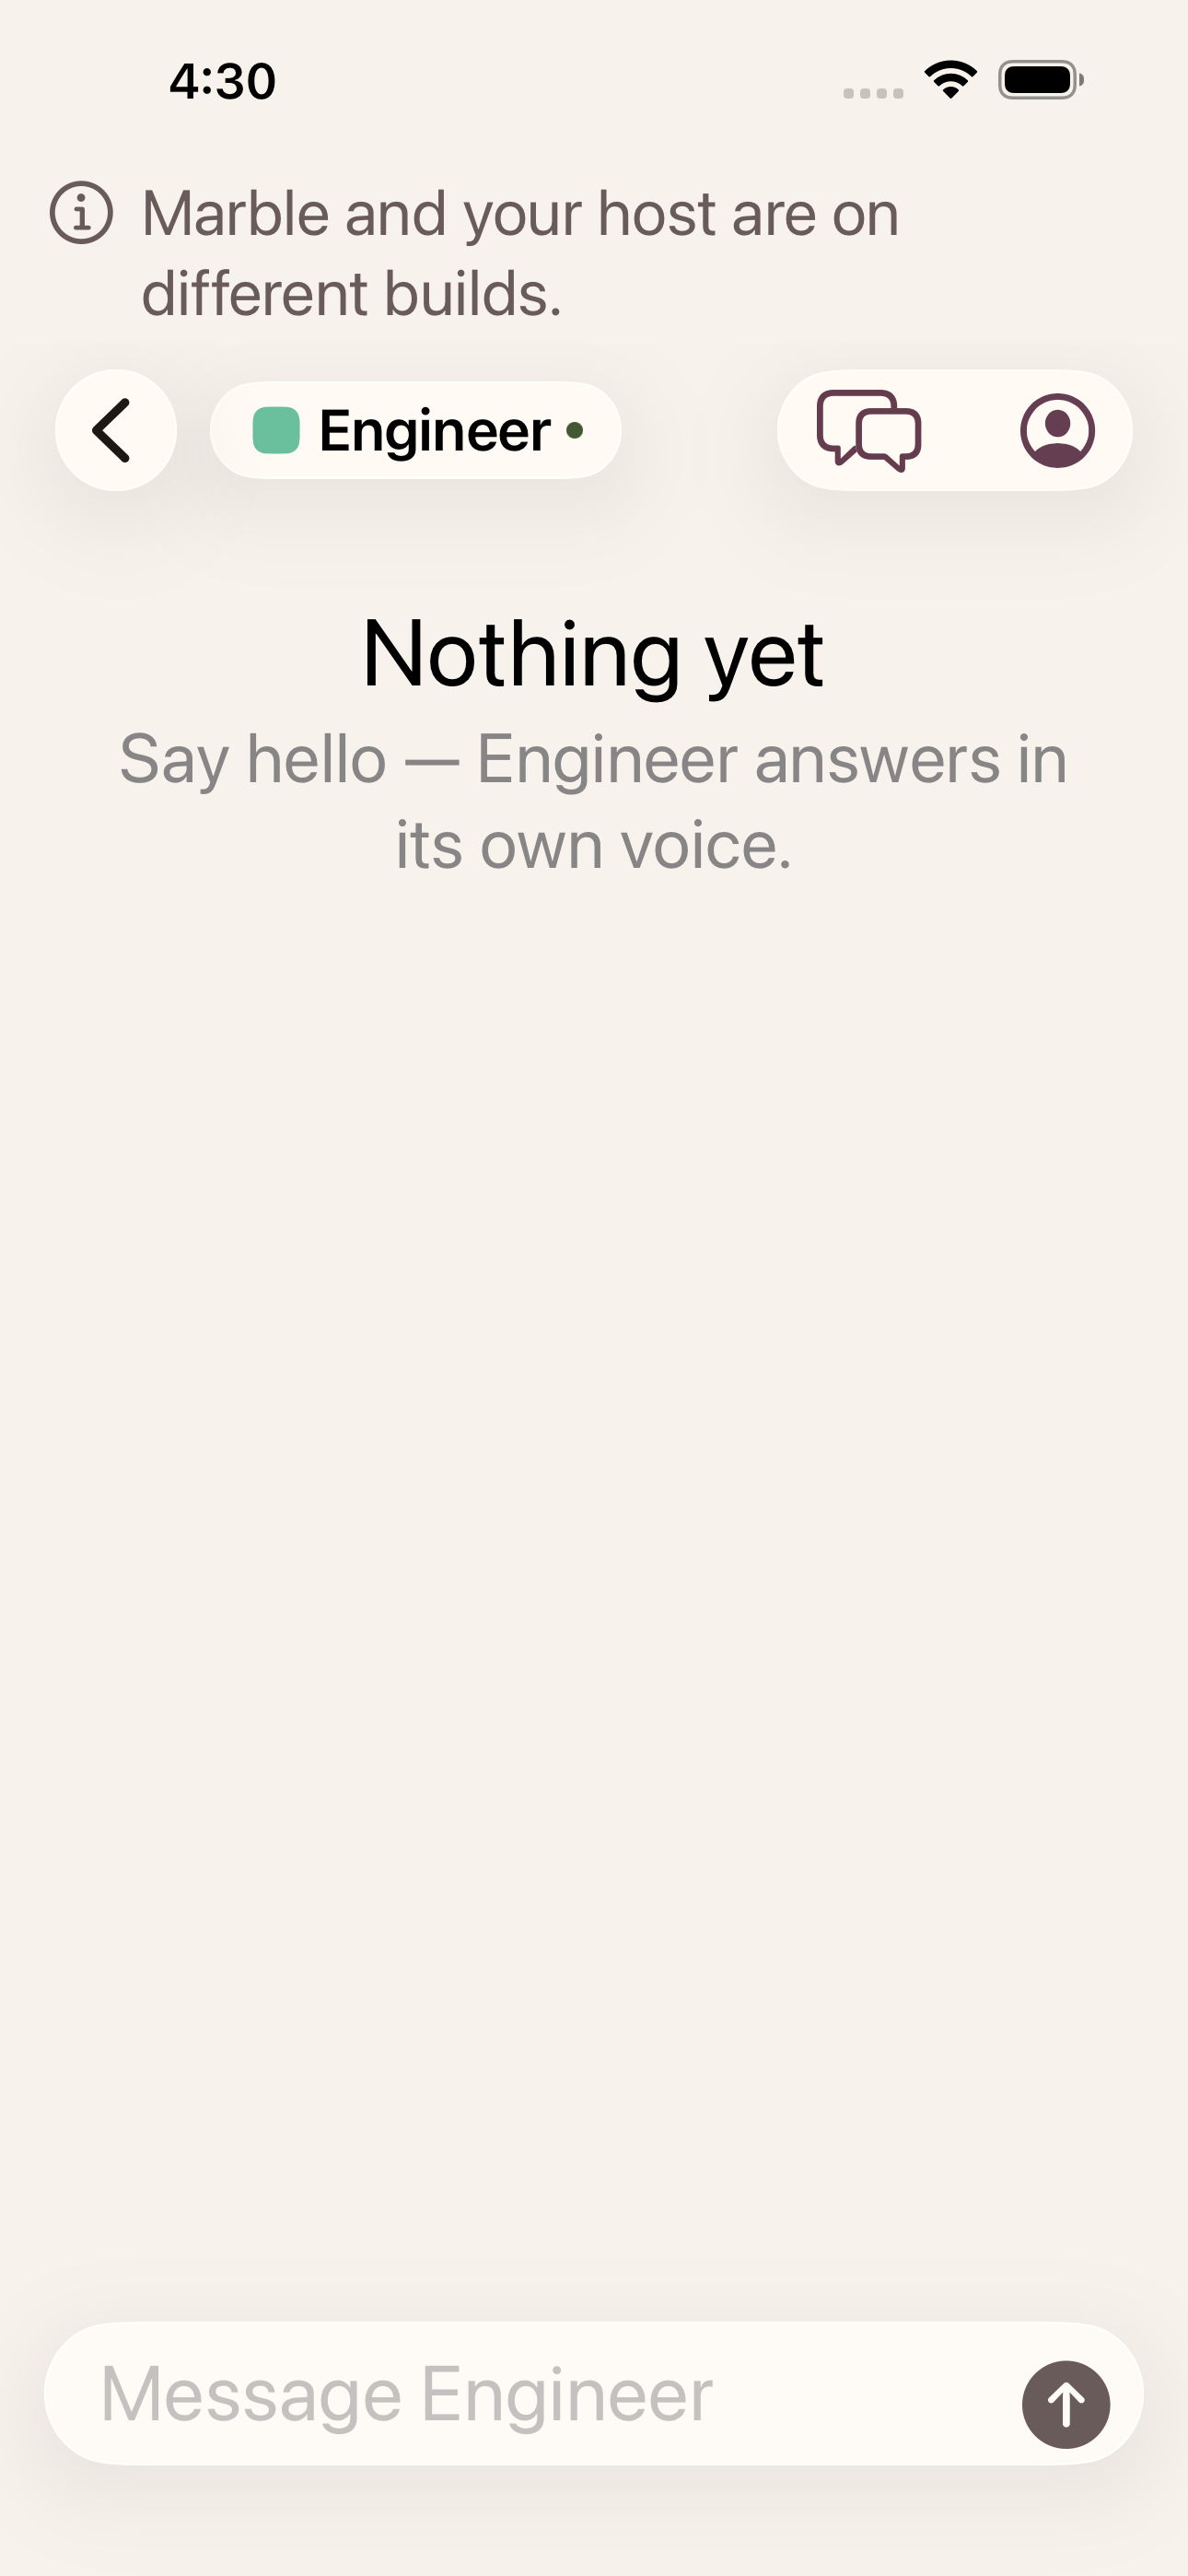 4:30
Marble and your host are on
different builds.
Engineer
Nothing yet
Say hello — Engineer answers in
its own voice.
Message Engineer